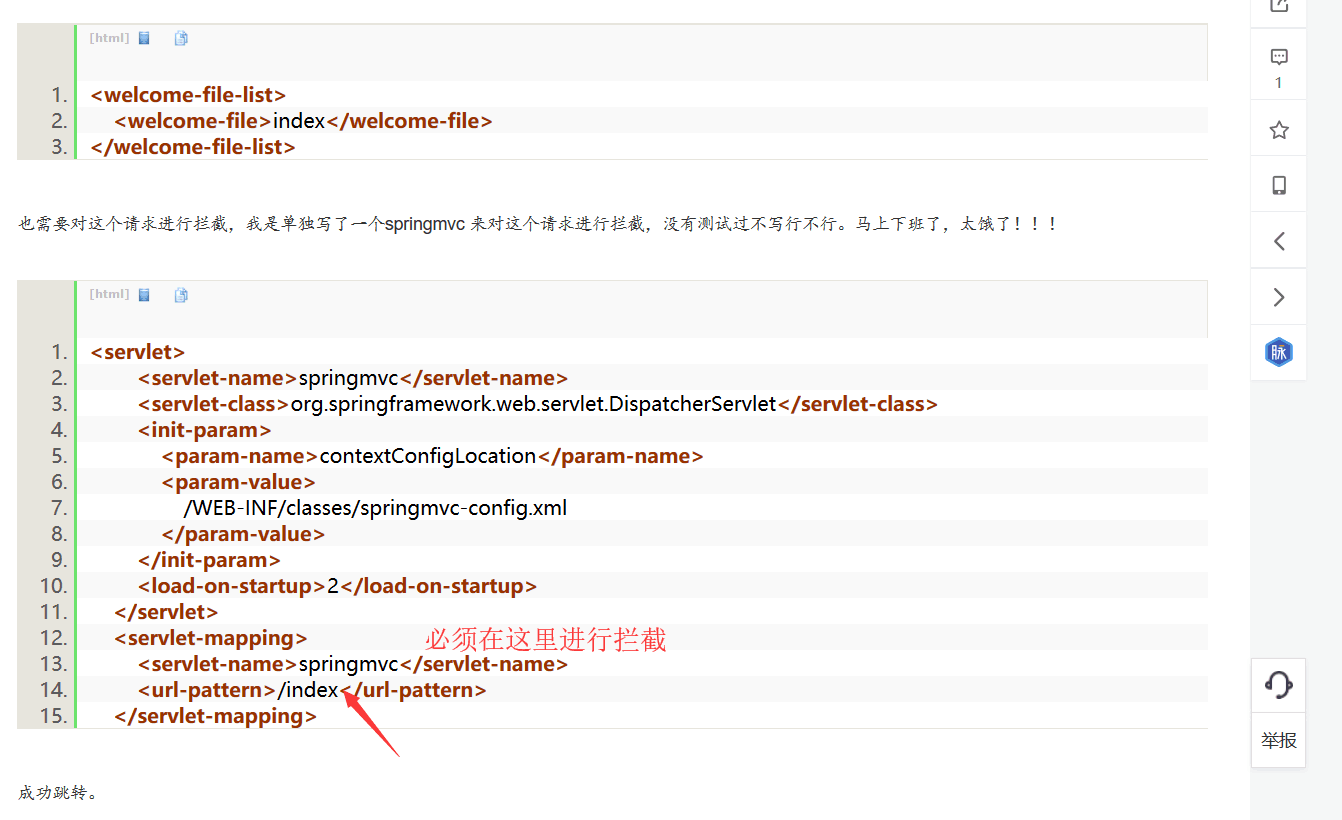 [html]
1. <welcome-file-list>
2. <welcome-file>index</welcome-file>
3. </welcome-file-list>
1
也需要对这个请求进行拦截，我是单独写了一个springmvc 来对这个请求进行拦截，没有测试过不写行不行。马上下班了，太饿了！！！
[html]
脉
1. <servlet>
2. <servlet-name>springmvc</servlet-name>
3. <servlet-class>org.springframework.web.servlet.DispatcherServlet</servlet-class>
4. <init-param>
5. <param-name>contextConfigLocation</param-name>
6. <param-value>
7. /WEB-INF/classes/springmvc-config.xml
8. </param-value>
9. </init-param>
10. <load-on-startup>2</load-on-startup>
11. </servlet>
12. <servlet-mapping> 必须在这里进行拦截
13. <servlet-name>springmvc</servlet-name>
14. <url-pattern>/index</url-pattern>
15. </servlet-mapping>
举报
成功跳转。